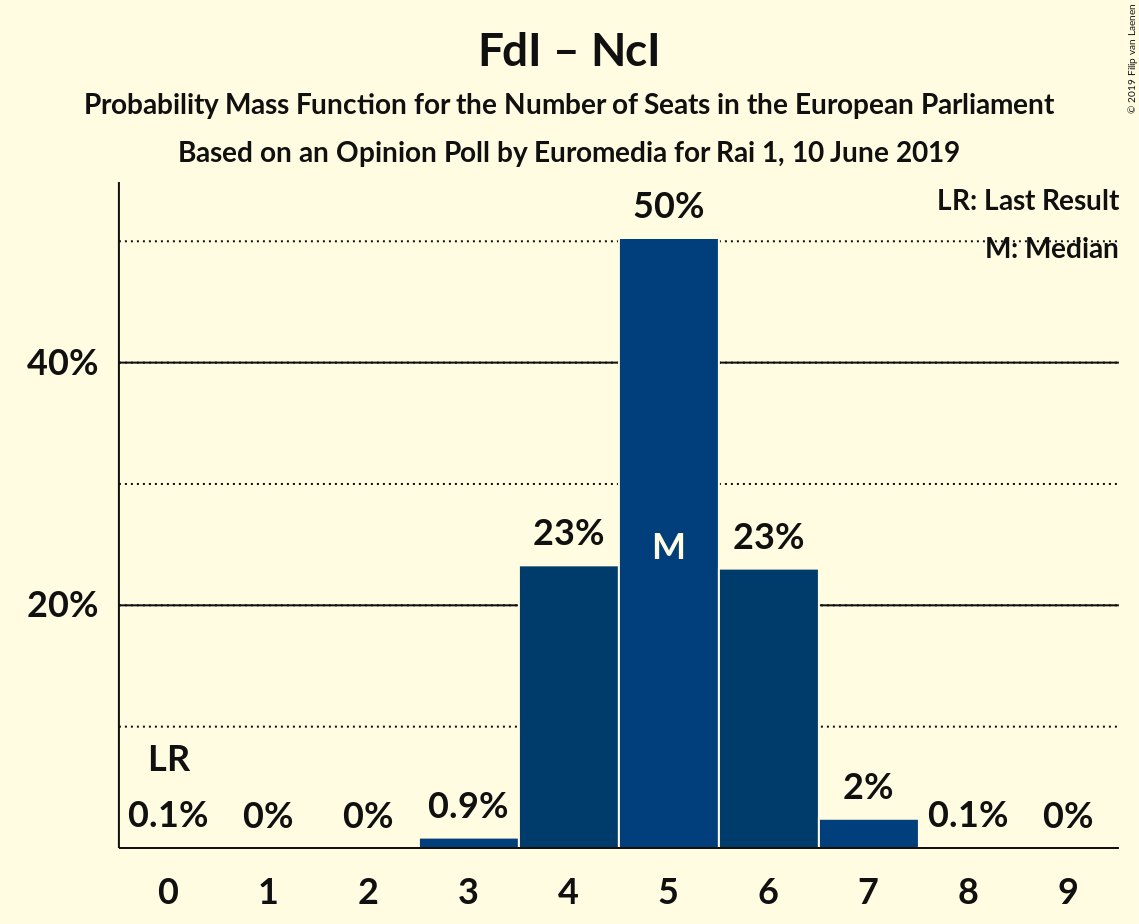 FdI – NcI
Probability Mass Function for the Number of Seats in the European Parliament
Based on an Opinion Poll by Euromedia for Rai 1, 10 June 2019
© 2019 Filip van Laenen
LR: Last Result
M: Median
50%
40%
23%
M
23%
20%
LR
0.1% 0% 0% 0.9% 2% 0.1% 0%
0 1 2 3 4 5 6 7 8 9